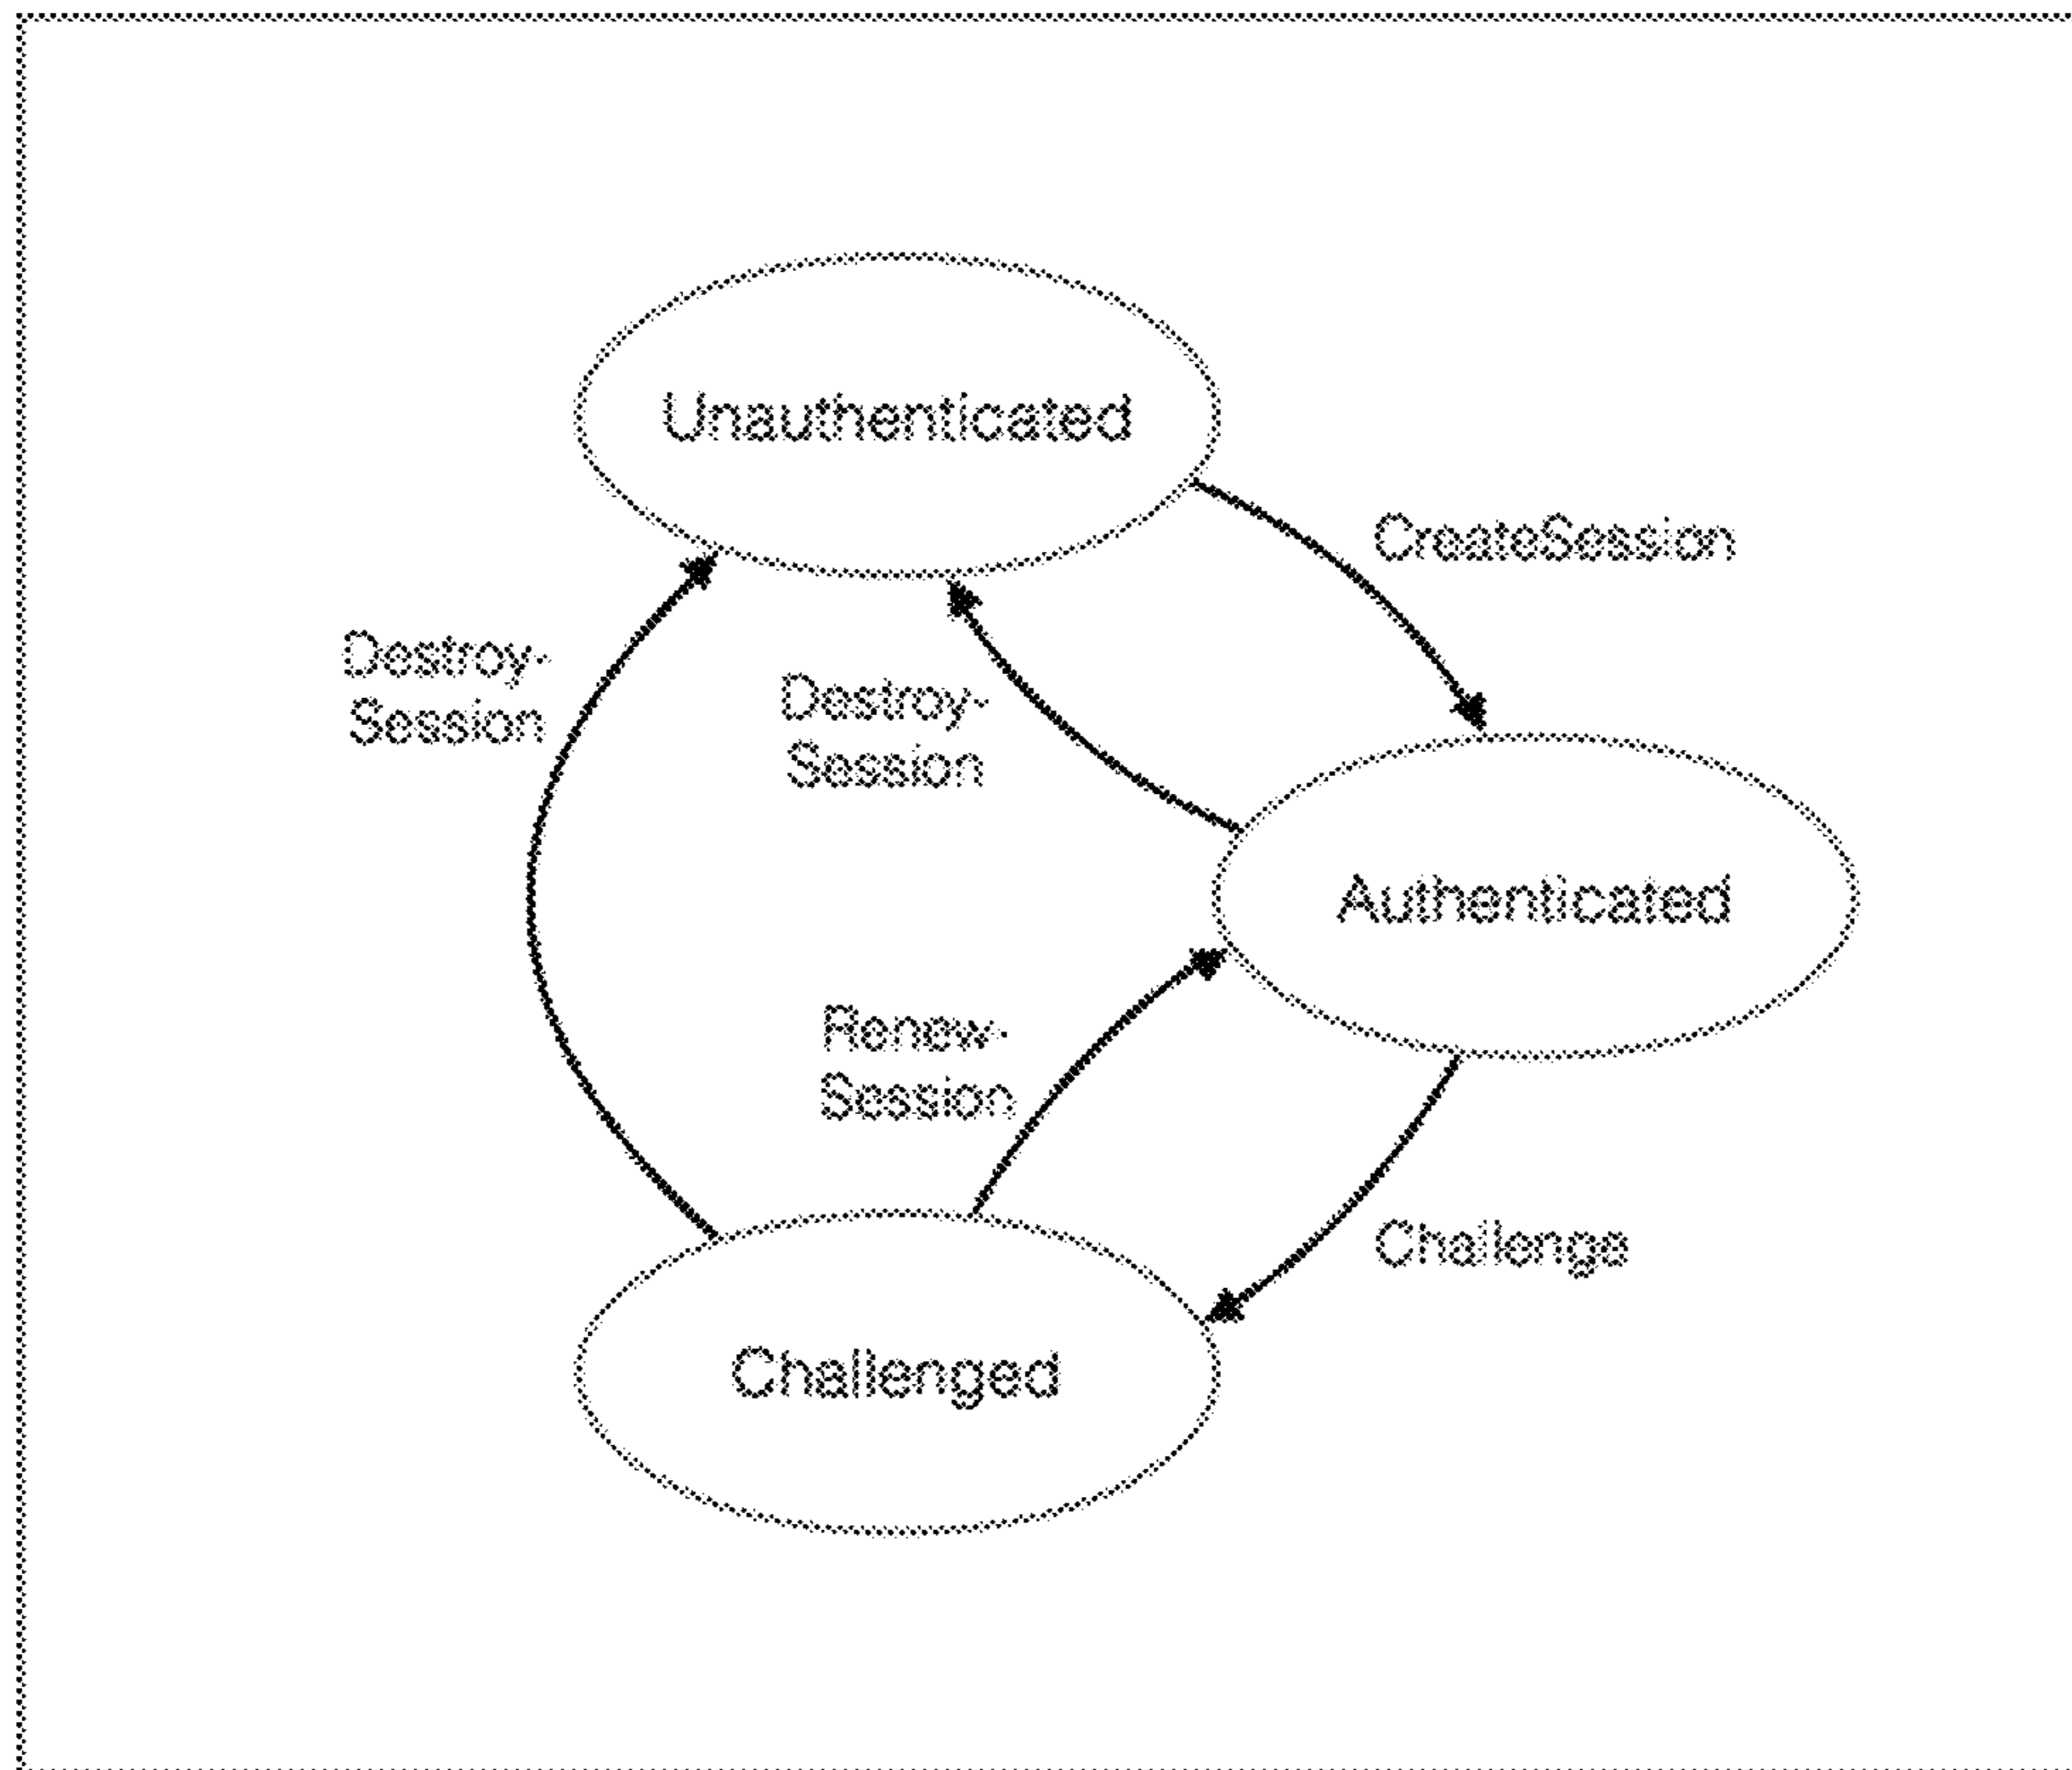 Unauthenticated
CreateSession
Destroy-
Session
Destroy-
Session
Authenticated
Renew-
Session
Challenge
Challenged